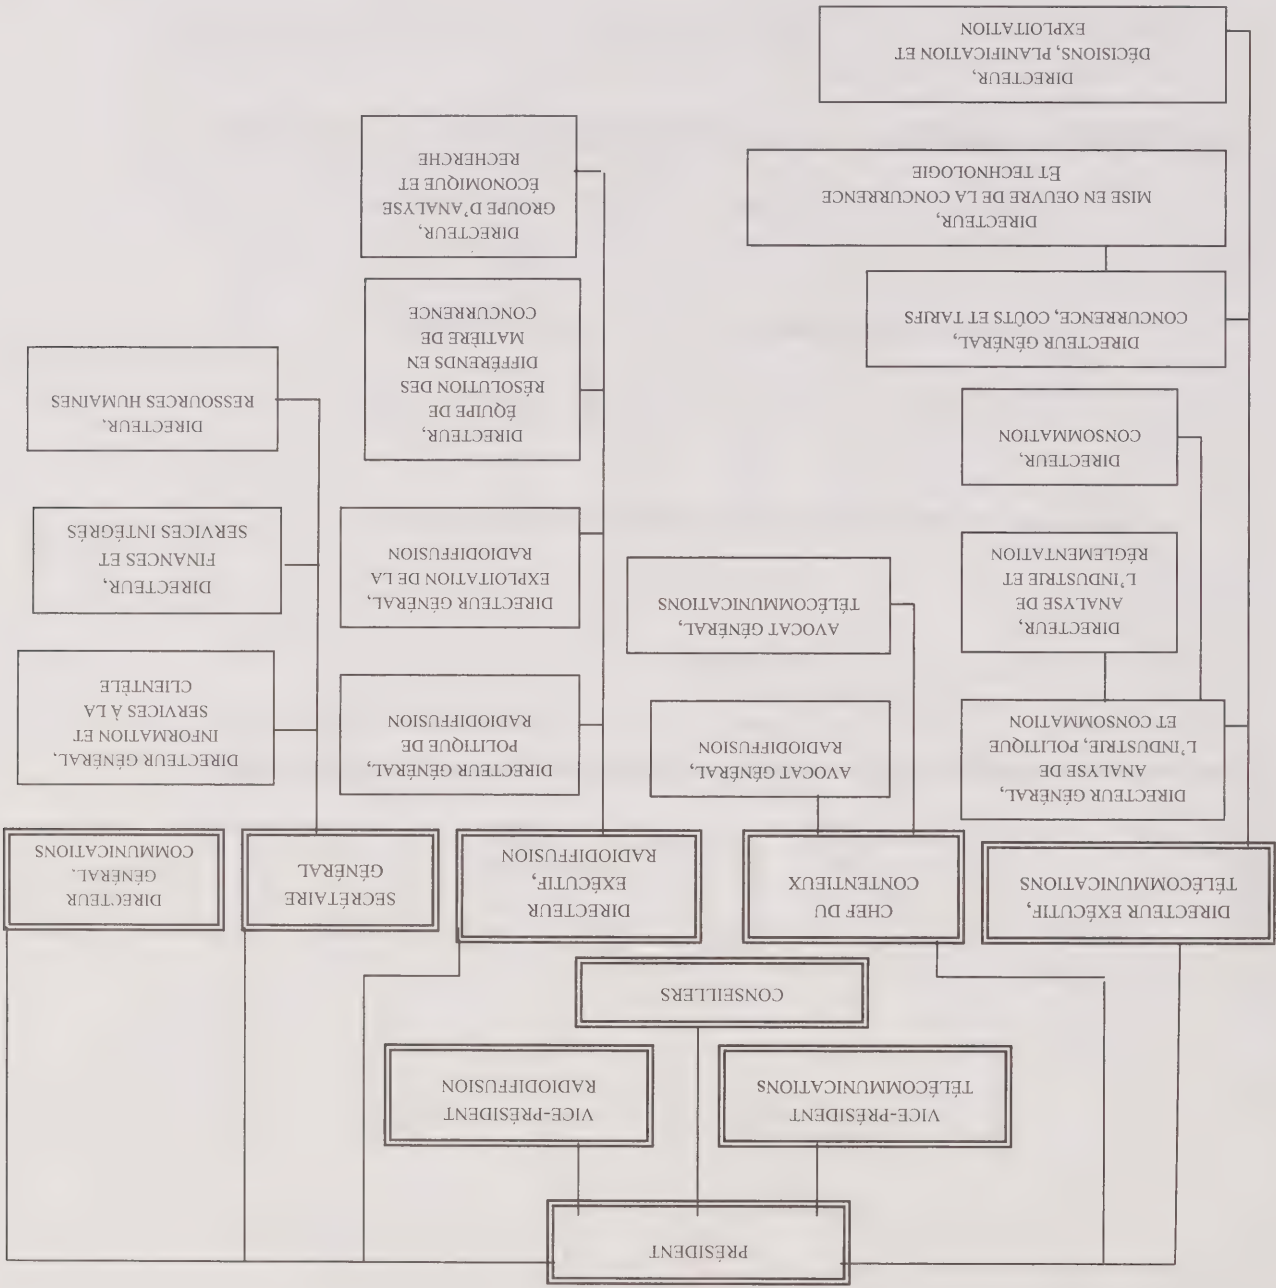 PRÉSIDENT
VICE-PRÉSIDENT
TÉLÉCOMMUNICATIONS
VICE-PRÉSIDENT
RADIODIFFUSION
CONSEILLERS
DIRECTEUR EXÉCUTIF,
TÉLÉCOMMUNICATIONS
CHEF DU
CONTENTIEUX
DIRECTEUR
EXÉCUTIF,
RADIODIFFUSION
SECRÉTAIRE
GÉNÉRAL
DIRECTEUR
GÉNÉRAL,
COMMUNICATIONS
DIRECTEUR GÉNÉRAL,
ANALYSE DE
L'INDUSTRIE, POLITIQUE
ET CONSOMMATION
DIRECTEUR,
ANALYSE DE
L'INDUSTRIE ET
RÉGLEMENTATION
DIRECTEUR,
CONSOMMATION
DIRECTEUR GÉNÉRAL,
CONCURRENCE, COÛTS ET TARIFS
DIRECTEUR,
MISE EN OEUVRE DE LA CONCURRENCE
ET TECHNOLOGIE
DIRECTEUR,
DÉCISIONS, PLANIFICATION ET
EXPLOITATION
AVOCAT GÉNÉRAL,
RADIODIFFUSION
AVOCAT GÉNÉRAL,
TÉLÉCOMMUNICATIONS
DIRECTEUR GÉNÉRAL,
POLITIQUE DE
RADIODIFFUSION
DIRECTEUR GÉNÉRAL,
EXPLOITATION DE LA
RADIODIFFUSION
DIRECTEUR,
ÉQUIPE DE
RÉSOLUTION DES
DIFFÉRENDS EN
MATIÈRE DE
CONCURRENCE
DIRECTEUR,
GROUPE D'ANALYSE
ÉCONOMIQUE ET
RECHERCHE
DIRECTEUR GÉNÉRAL,
INFORMATION ET
SERVICES À LA
CLIENTÈLE
DIRECTEUR,
FINANCES ET
SERVICES INTÉGRÉS
DIRECTEUR,
RESSOURCES HUMAINES